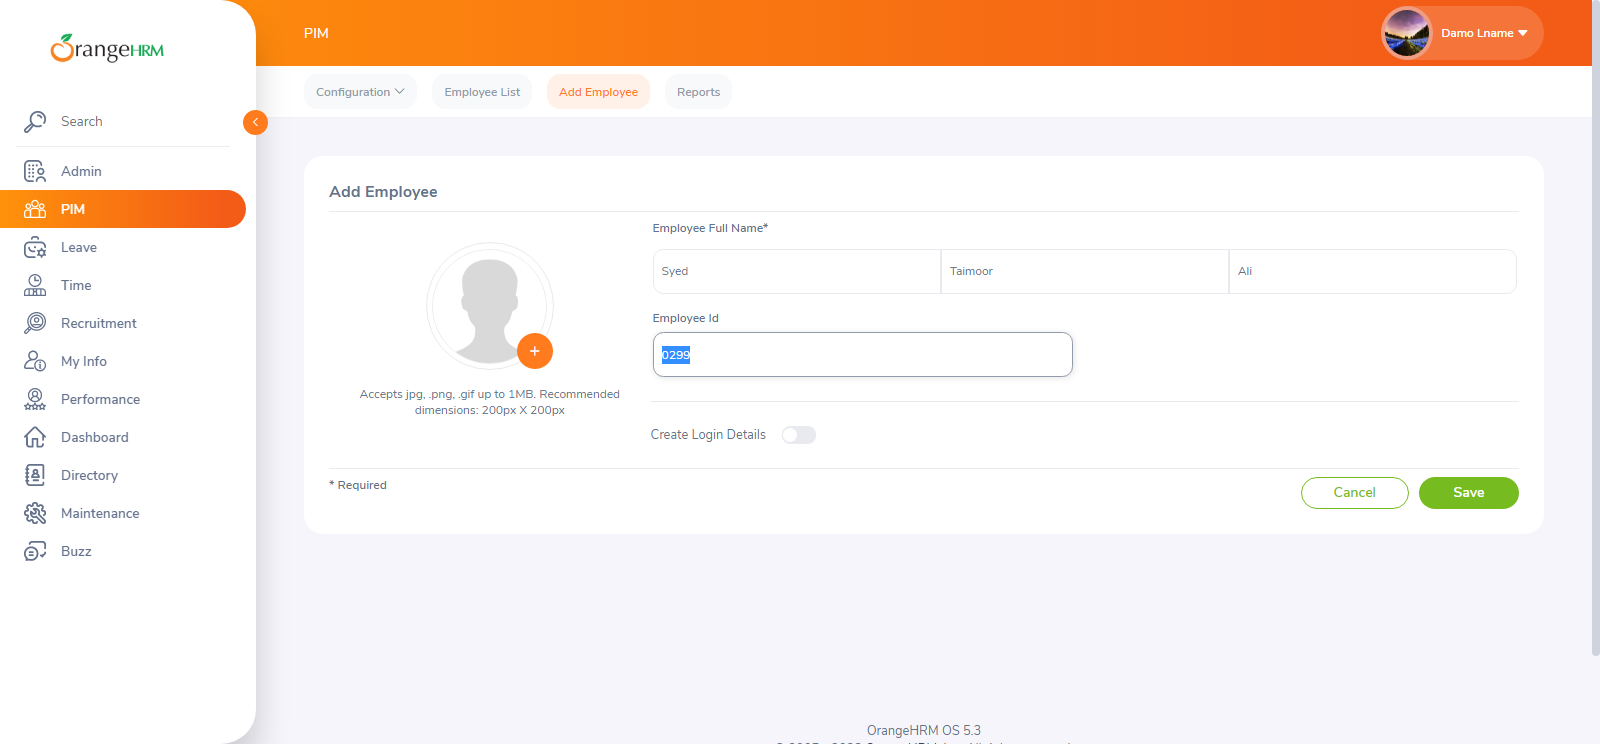 OrangeHRM
Search
Admin
PIM
Leave
Time
Recruitment
My Info
Performance
Dashboard
Directory
Maintenance
Buzz
PIM
Damo Lname
Configuration
Employee List
Add Employee
Reports
Add Employee
Accepts jpg, .png, .gif up to 1MB. Recommended
dimensions: 200px X 200px
Employee Full Name*
Syed
Taimoor
Ali
Employee Id
0299
Create Login Details
* Required
Cancel
Save
OrangeHRM OS 5.3